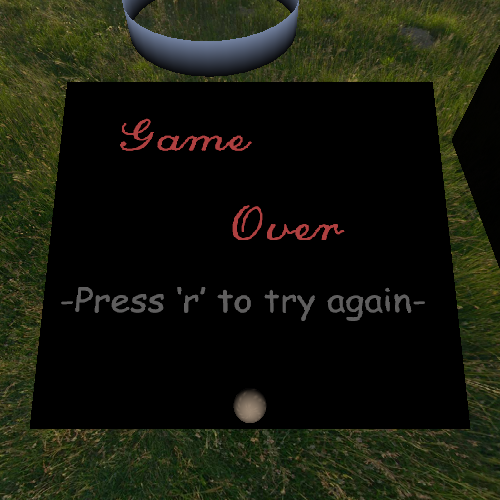 Game
Over
-Press ‘r’ to try again-